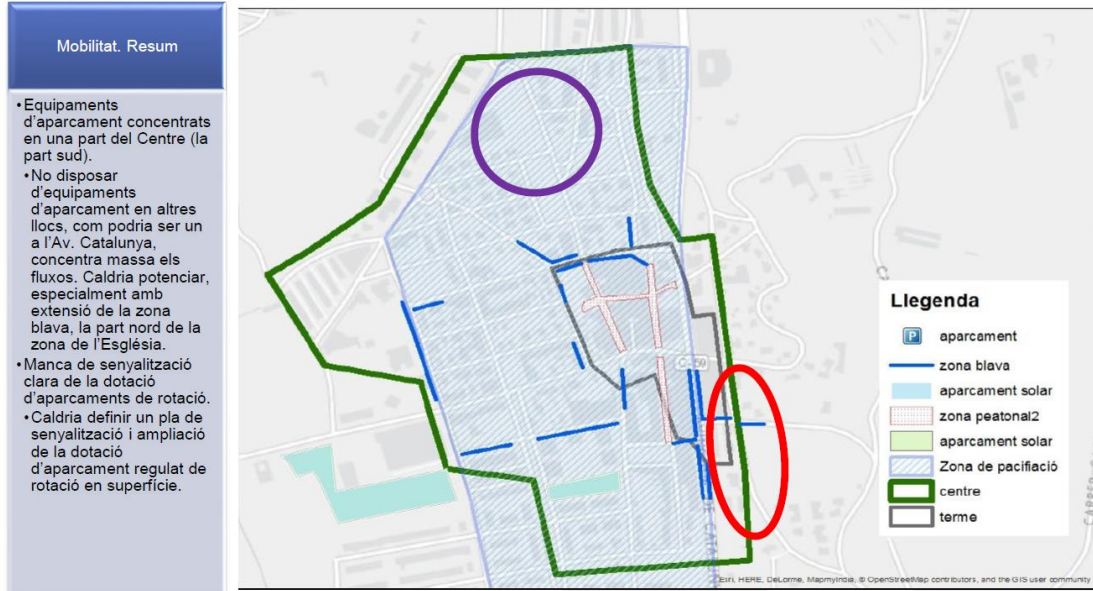 Mobilitat. Resum
•Equipaments
d'aparcament concentrats
en una part del Centre (la
part sud).
•No disposar
d'equipaments
d'aparcament en altres
llocs, com podria ser un
a l'Av. Catalunya,
concentra massa els
fluxos. Caldria potenciar,
especialment amb
extensió de la zona
blava, la part nord de la
zona de l'Església.
•Manca de senyalització
clara de la dotació
d'aparcaments de rotació.
•Caldria definir un pla de
senyalització i ampliació
de la dotació
d'aparcament regulat de
rotació en superfície.
C-59
Llegenda
P aparcament
zona blava
aparcament solar
zona peatonal2
aparcament solar
Zona de pacifiació
centre
terme
Esri, HERE, DeLorme, MapmyIndia, © OpenStreetMap contributors, and the GIS user community